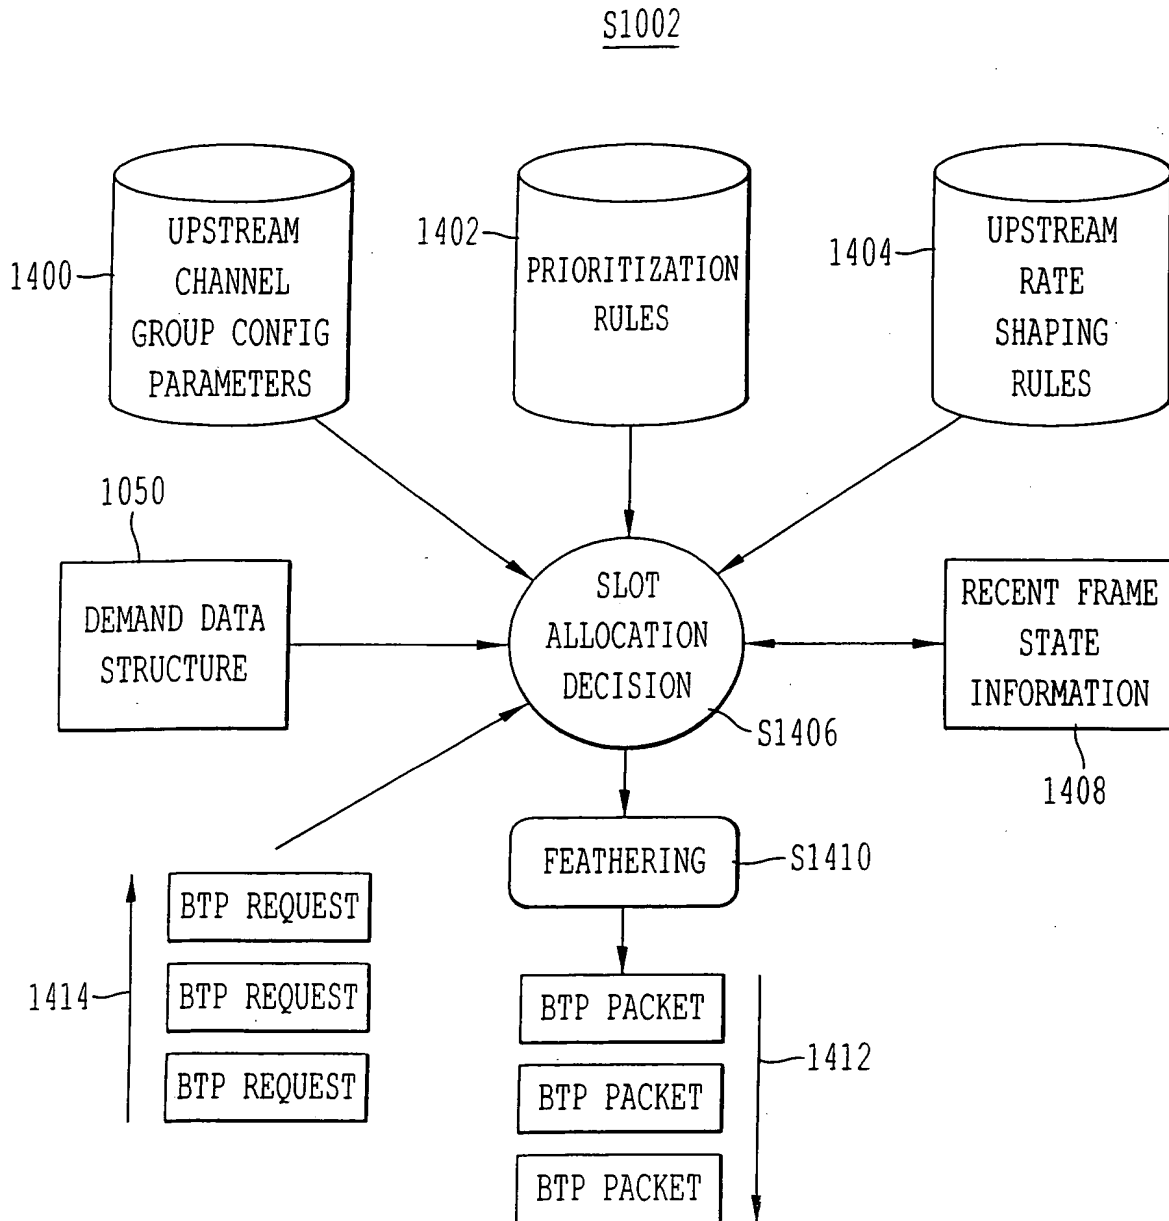 S1002
UPSTREAM
CHANNEL
GROUP CONFIG
PARAMETERS
1400
PRIORITIZATION
RULES
1402
UPSTREAM
RATE
SHAPING
RULES
1404
1050
DEMAND DATA
STRUCTURE
SLOT
ALLOCATION
DECISION
S1406
RECENT FRAME
STATE
INFORMATION
1408
FEATHERING
S1410
BTP REQUEST
BTP REQUEST
BTP REQUEST
1414
BTP PACKET
BTP PACKET
BTP PACKET
1412